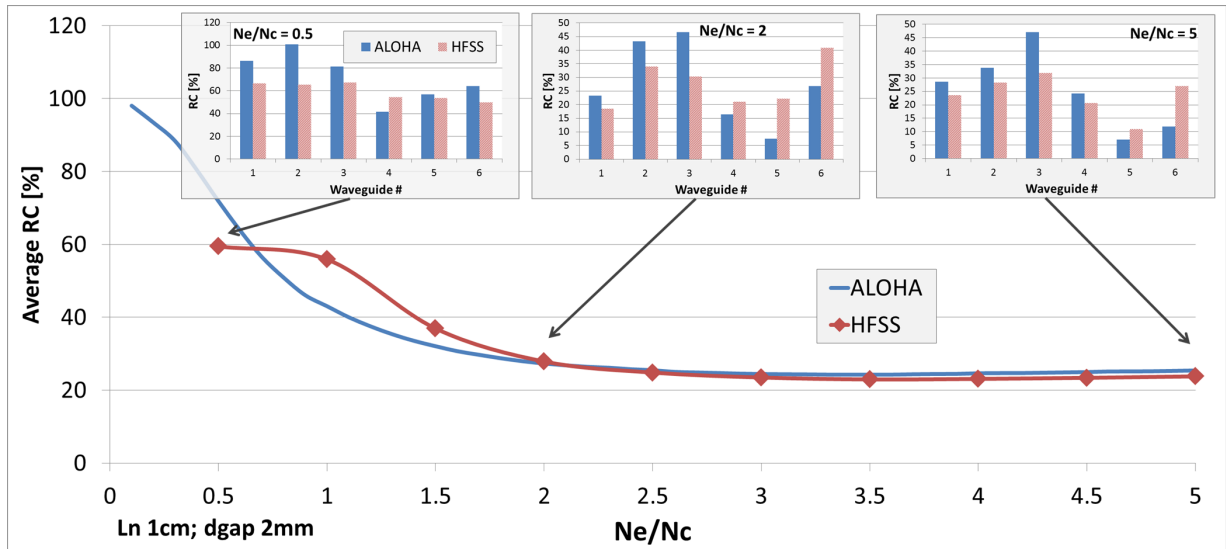 120
100
80
60
40
20
0
Average RC [%]
0 0.5 1 1.5 2 2.5 3 3.5 4 4.5 5
Ln 1cm; dgap 2mm
Ne/Nc
ALOHA
HFSS
Ne/Nc = 0.5
ALOHA HFSS
RC [%]
120
100
80
60
40
20
0
1 2 3 4 5 6
Waveguide #
Ne/Nc = 2
RC [%]
50
45
40
35
30
25
20
15
10
5
0
1 2 3 4 5 6
Waveguide #
Ne/Nc = 5
RC [%]
50
45
40
35
30
25
20
15
10
5
0
1 2 3 4 5 6
Waveguide #